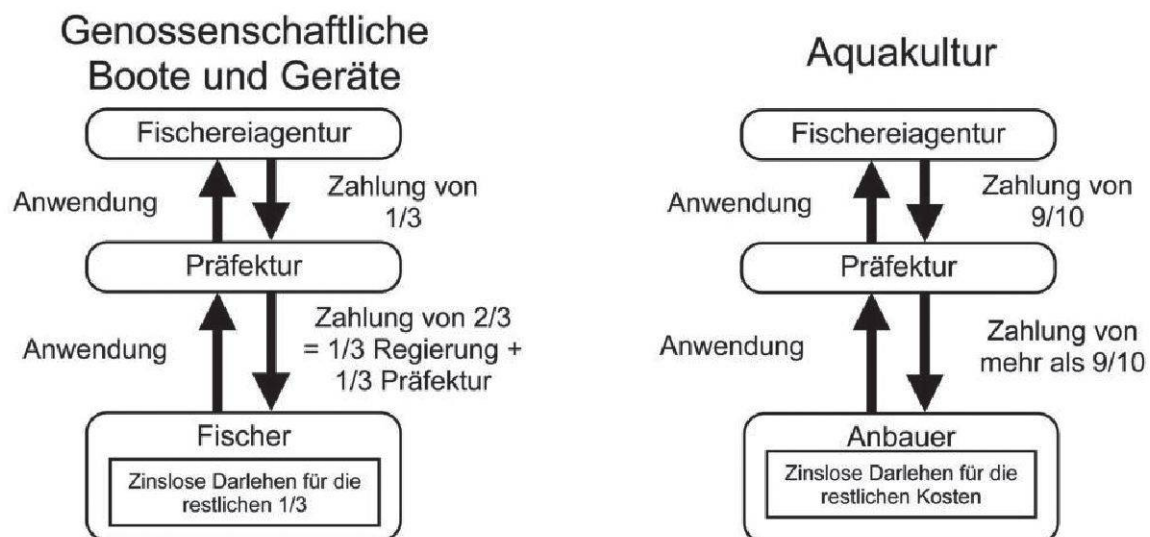 Genossenschaftliche
Boote und Geräte
Fischereiagentur
Anwendung
Zahlung von
1/3
Präfektur
Anwendung
Zahlung von 2/3
= 1/3 Regierung +
1/3 Präfektur
Fischer
Zinslose Darlehen für die
restlichen 1/3
Aquakultur
Fischereiagentur
Anwendung
Zahlung von
9/10
Präfektur
Anwendung
Zahlung von
mehr als 9/10
Anbauer
Zinslose Darlehen für die
restlichen Kosten